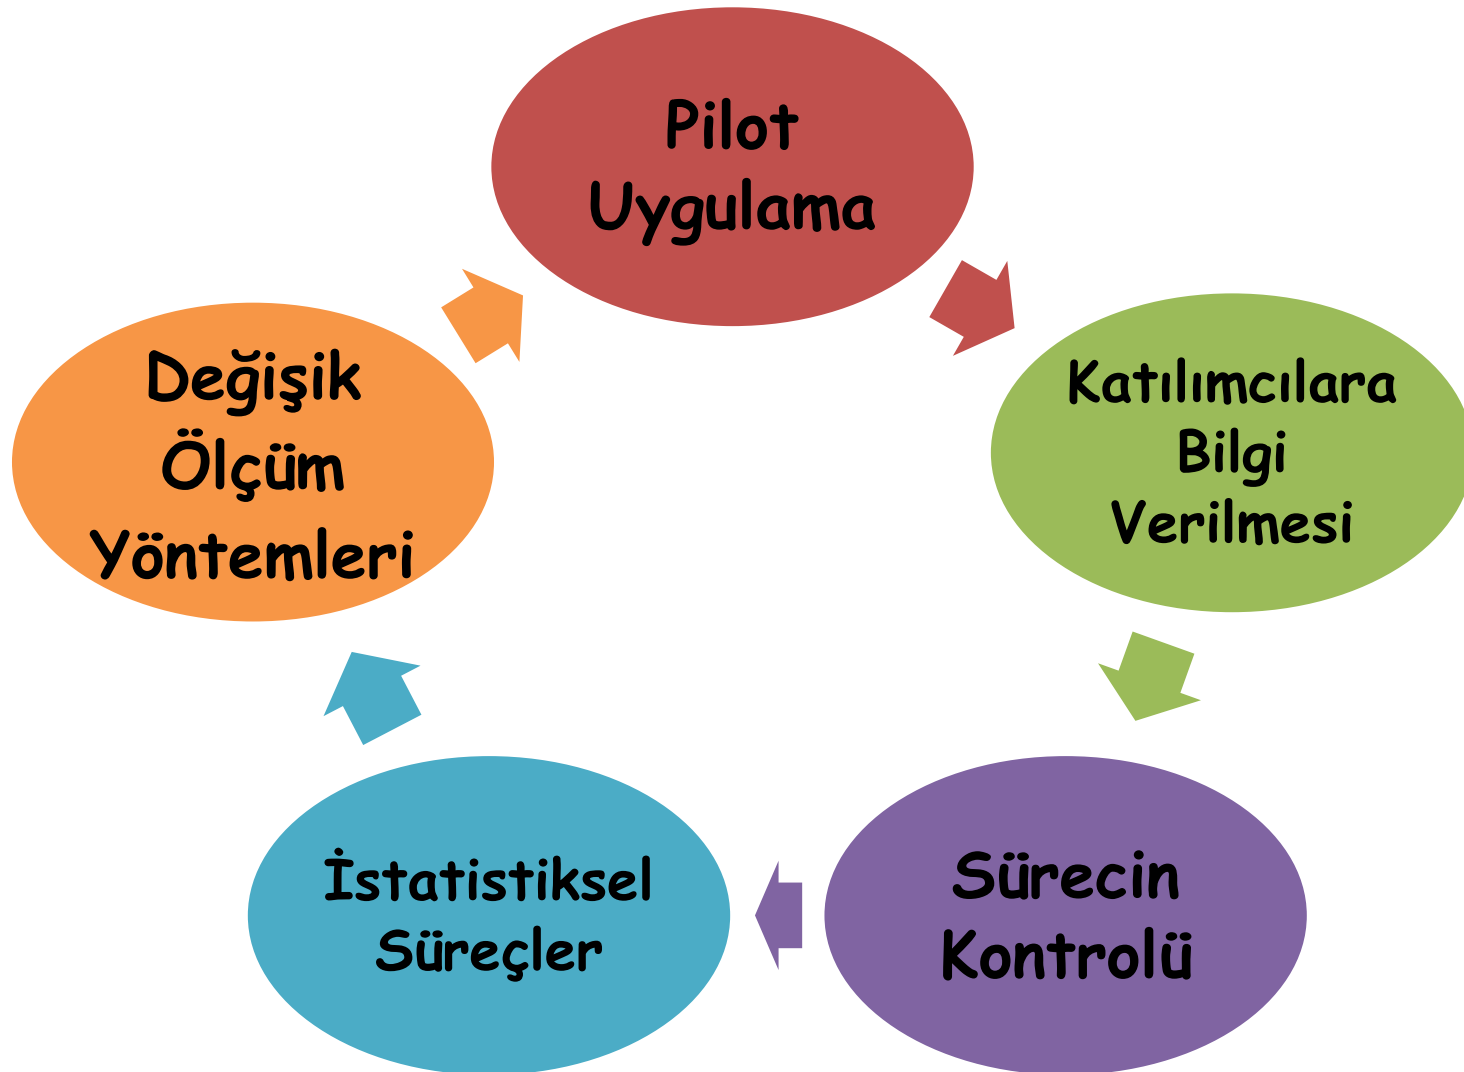 Pilot
Uygulama
Katılımcılara
Bilgi
Verilmesi
Sürecin
Kontrolü
İstatistiksel
Süreçler
Değişik
Ölçüm
Yöntemleri